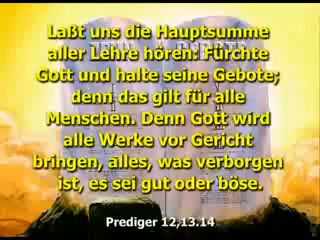 Laßt uns die Hauptsumme
aller Lehre hören: Fürchte
Gott und halte seine Gebote;
denn das gilt für alle
Menschen. Denn Gott wird
alle Werke vor Gericht
bringen, alles, was verborgen
ist, es sei gut oder böse.
Prediger 12,13.14